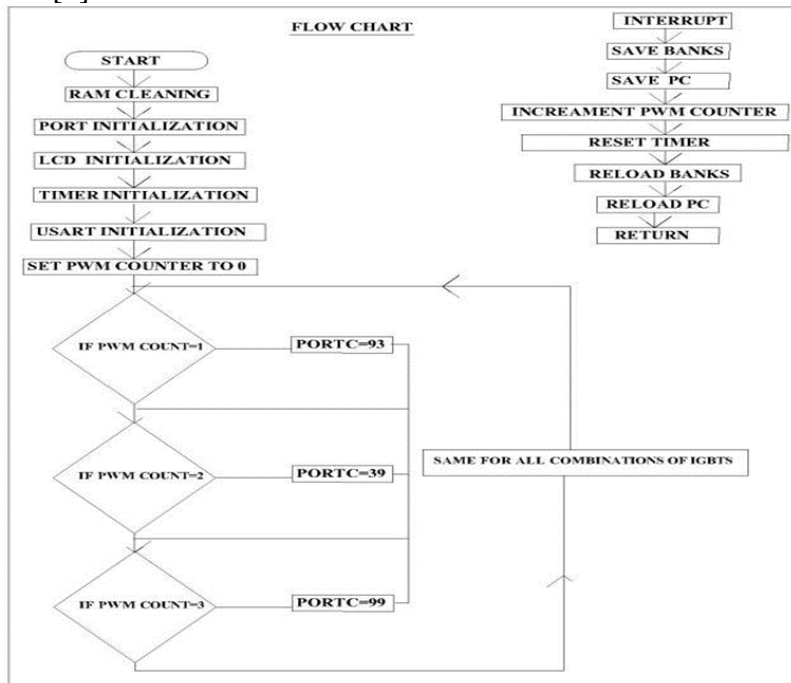 FLOW CHART
START
RAM CLEANING
PORT INITIALIZATION
LCD INITIALIZATION
TIMER INITIALIZATION
USART INITIALIZATION
SET PWM COUNTER TO 0
IF PWM COUNT=1
PORTC=93
IF PWM COUNT=2
PORTC=39
IF PWM COUNT=3
PORTC=99
SAME FOR ALL COMBINATIONS OF IGBTS
INTERRUPT
SAVE BANKS
SAVE PC
INCREAMENT PWM COUNTER
RESET TIMER
RELOAD BANKS
RELOAD PC
RETURN